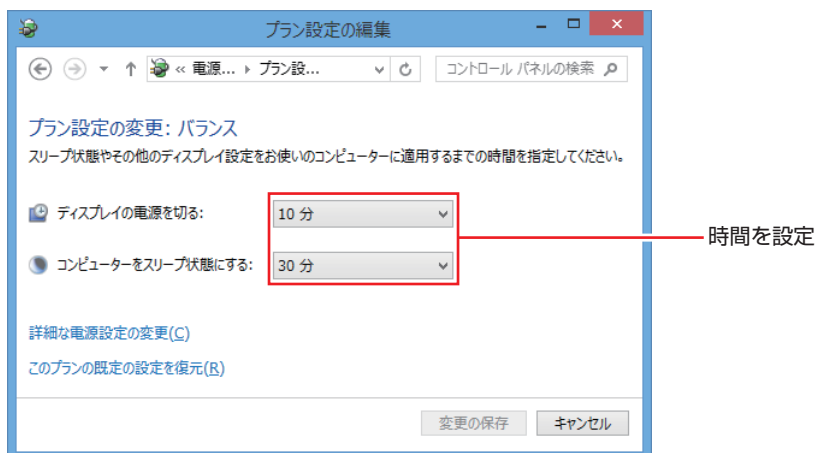 プラン設定の編集
« 電源... › プラン設...
コントロール パネルの検索
プラン設定の変更: バランス
スリープ状態やその他のディスプレイ設定をお使いのコンピューターに適用するまでの時間を指定してください。
ディスプレイの電源を切る: 10 分
時間を設定
コンピューターをスリープ状態にする: 30 分
詳細な電源設定の変更(C)
このプランの既定の設定を復元(R)
変更の保存 キャンセル